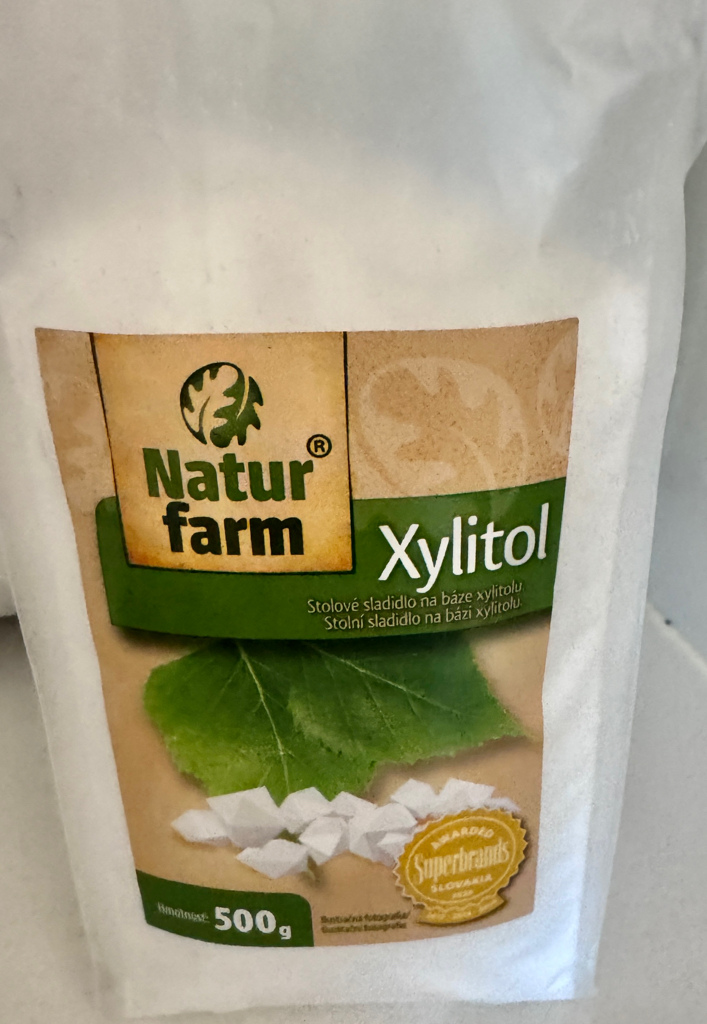 Natur®
farm
Xylitol
Stolové sladidlo na báze xylitolu.
Stolní sladidlo na bázi xylitolu.
AWARDED
Superbrands
SLOVAKIA
Hmotnosť: 500g
Ilustračná fotografia/
Ilustrační fotografie